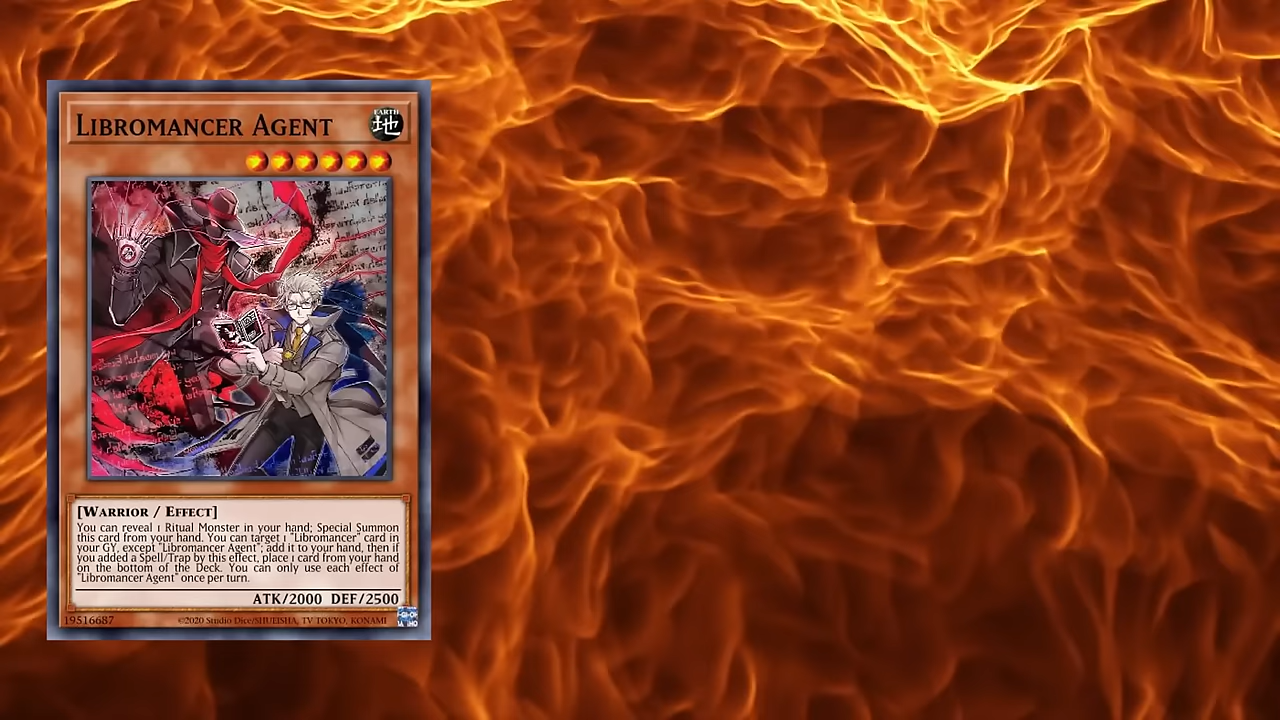 LIBROMANCER AGENT
EARTH
地
[WARRIOR / EFFECT]
You can reveal 1 Ritual Monster in your hand; Special Summon
this card from your hand. You can target 1 "Libromancer" card in
your GY, except "Libromancer Agent"; add it to your hand, then if
you added a Spell/Trap by this effect, place 1 card from your hand
on the bottom of the Deck. You can only use each effect of
"Libromancer Agent" once per turn.
ATK/2000 DEF/2500
19516687
©2020 Studio Dice/SHUEISHA, TV TOKYO, KONAMI